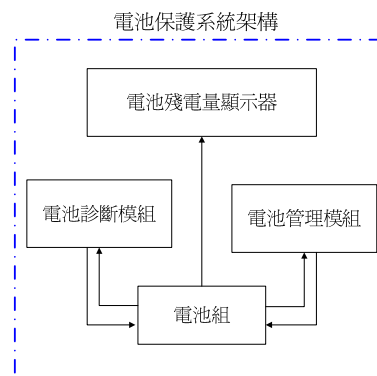 電池保護系統架構
電池殘電量顯示器
電池診斷模組
電池管理模組
電池組